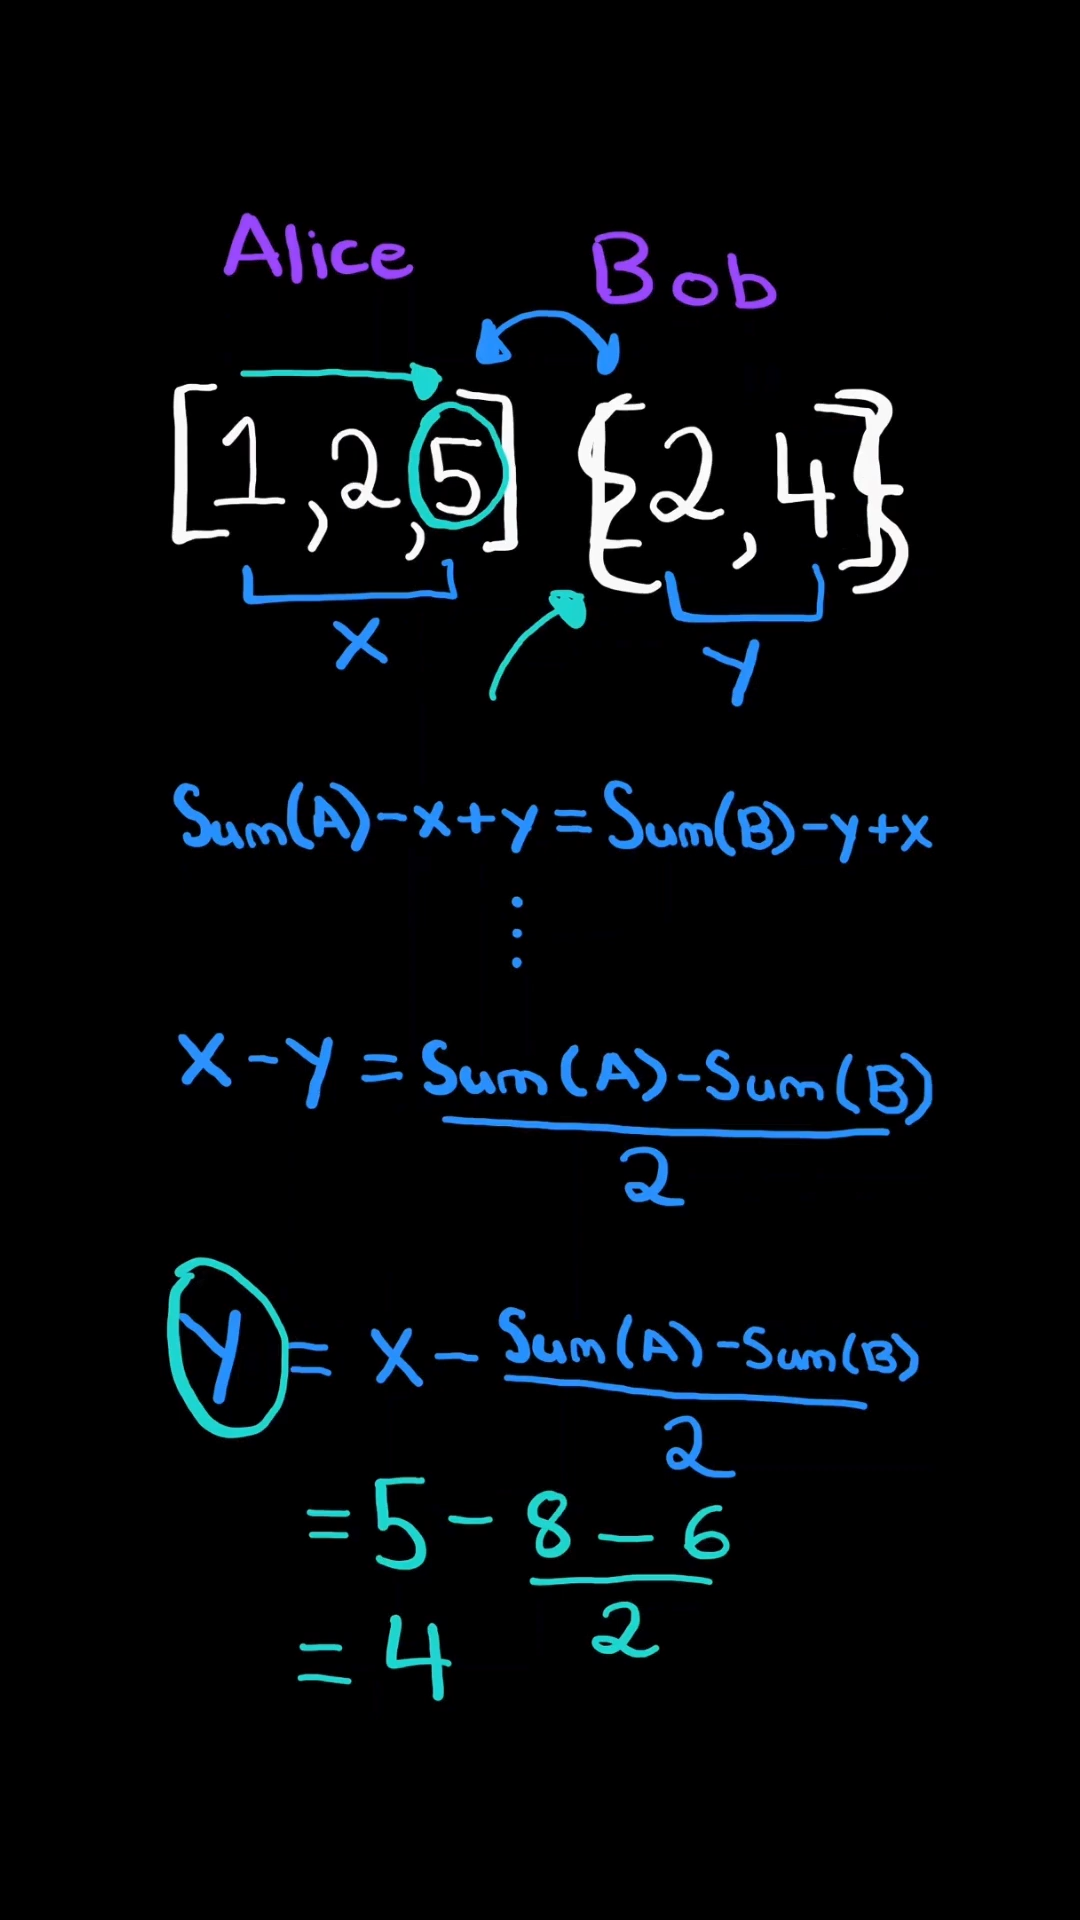 Alice Bob
[1, 2, 5] {[2, 4]}
X Y
Sum(A)-x+y=Sum(B)-y+x
⋮
X-Y=Sum(A)-Sum(B)
2
Y=X-Sum(A)-Sum(B)
2
=5-8-6
2
=4